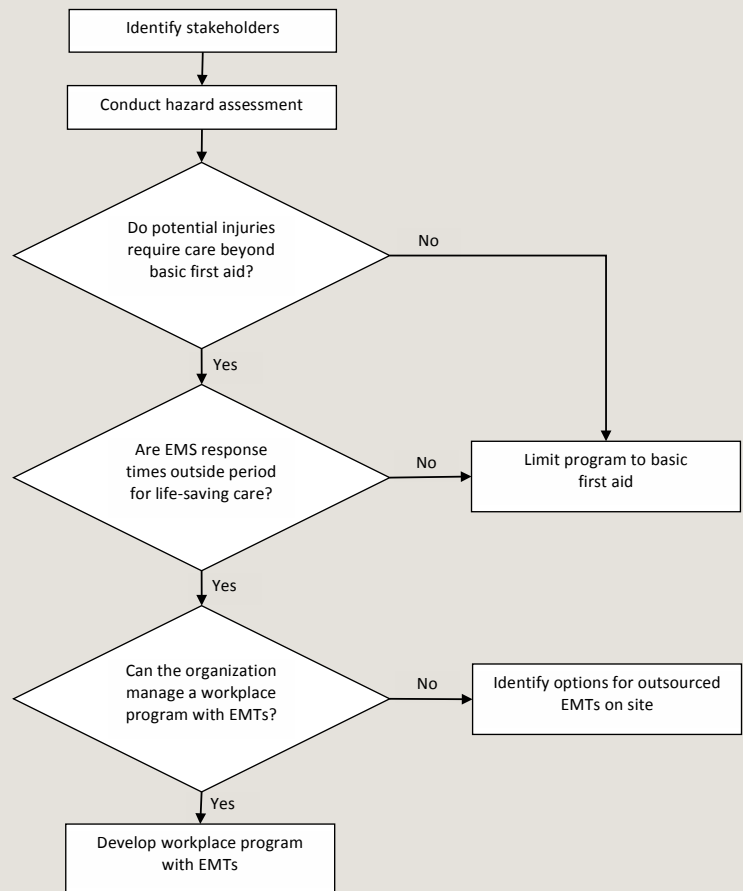 Identify stakeholders
Conduct hazard assessment
Do potential injuries
require care beyond
basic first aid?
No
Yes
Are EMS response
times outside period
for life-saving care?
No
Limit program to basic
first aid
Yes
Can the organization
manage a workplace
program with EMTs?
No
Identify options for outsourced
EMTs on site
Yes
Develop workplace program
with EMTs